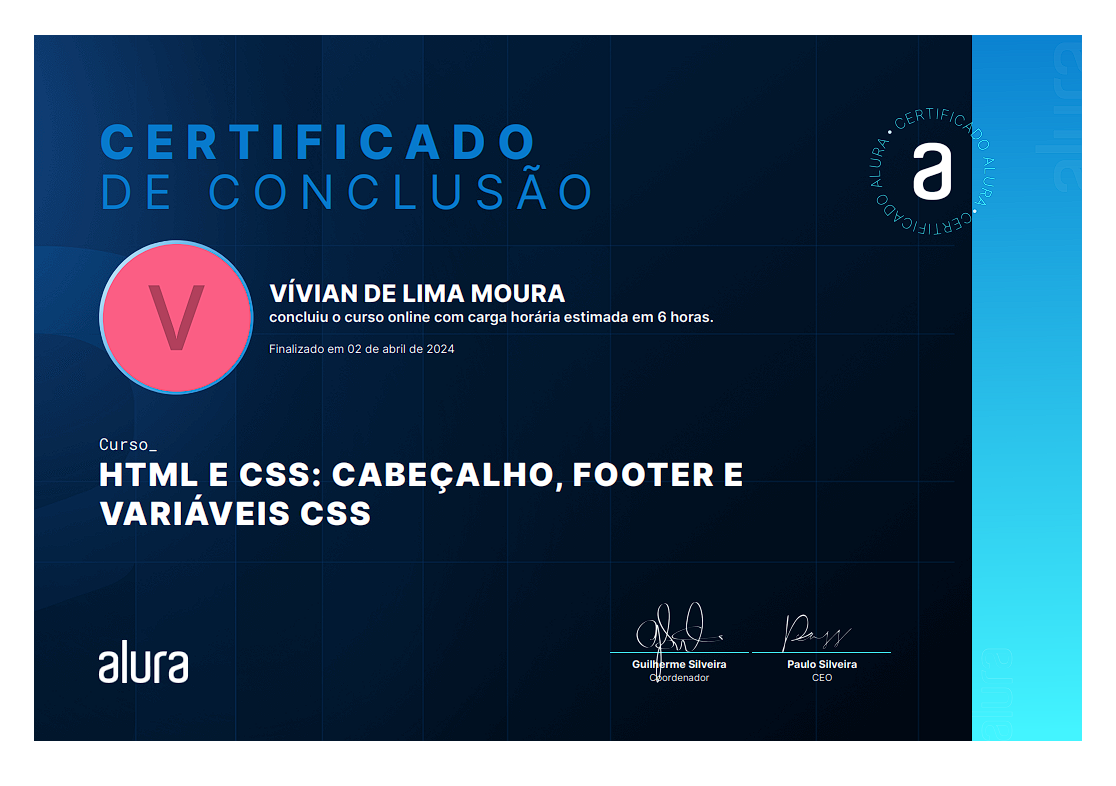 CERTIFICADO
DE CONCLUSÃO
CERTIFICADO ALURA • CERTIFICADO ALURA •
a
alura
V
VÍVIAN DE LIMA MOURA
concluiu o curso online com carga horária estimada em 6 horas.
Finalizado em 02 de abril de 2024
Curso_
HTML E CSS: CABEÇALHO, FOOTER E
VARIÁVEIS CSS
alura
Guilherme Silveira
Coordenador
Paulo Silveira
CEO
alura